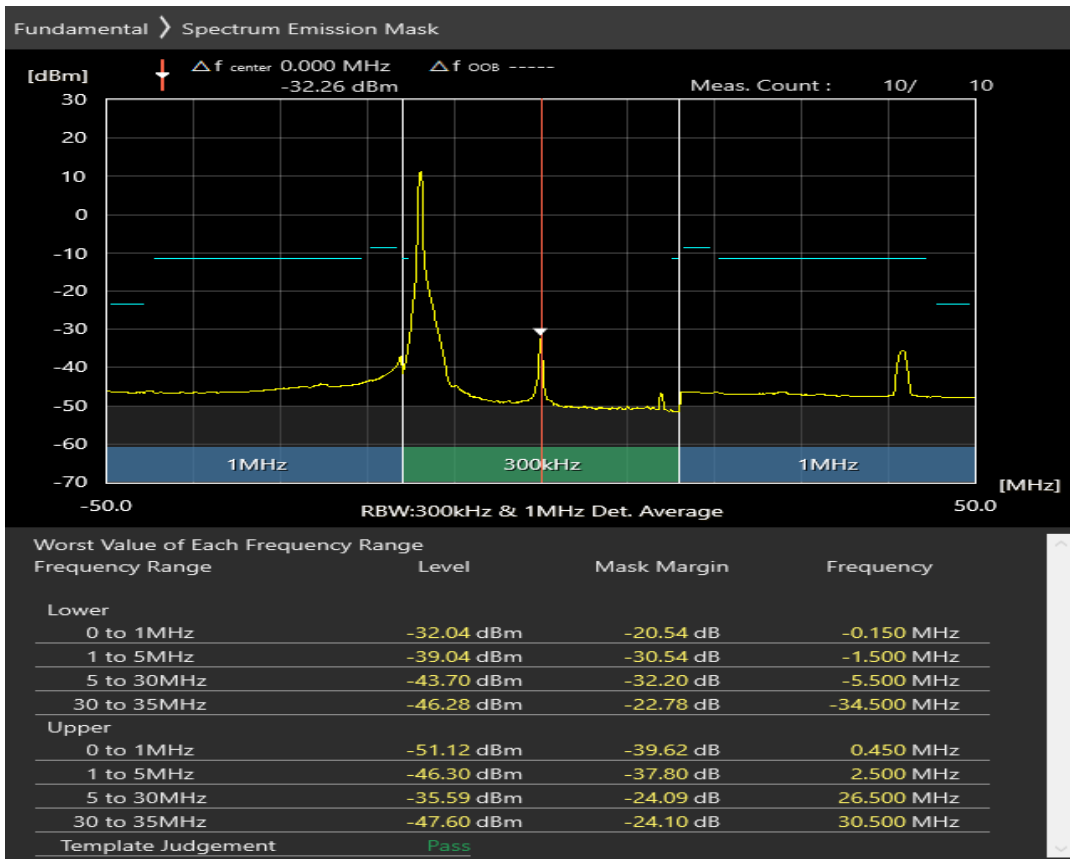 Fundamental ❯ Spectrum Emission Mask
[dBm] △f center 0.000 MHz △f OOB -----
-32.26 dBm Meas. Count : 10/ 10
30
20
10
0
-10
-20
-30
-40
-50
-60
-70
1MHz 300kHz 1MHz
[MHz]
-50.0 RBW:300kHz & 1MHz Det. Average 50.0
Worst Value of Each Frequency Range
Frequency Range Level Mask Margin Frequency
Lower
0 to 1MHz -32.04 dBm -20.54 dB -0.150 MHz
1 to 5MHz -39.04 dBm -30.54 dB -1.500 MHz
5 to 30MHz -43.70 dBm -32.20 dB -5.500 MHz
30 to 35MHz -46.28 dBm -22.78 dB -34.500 MHz
Upper
0 to 1MHz -51.12 dBm -39.62 dB 0.450 MHz
1 to 5MHz -46.30 dBm -37.80 dB 2.500 MHz
5 to 30MHz -35.59 dBm -24.09 dB 26.500 MHz
30 to 35MHz -47.60 dBm -24.10 dB 30.500 MHz
Template Judgement Pass